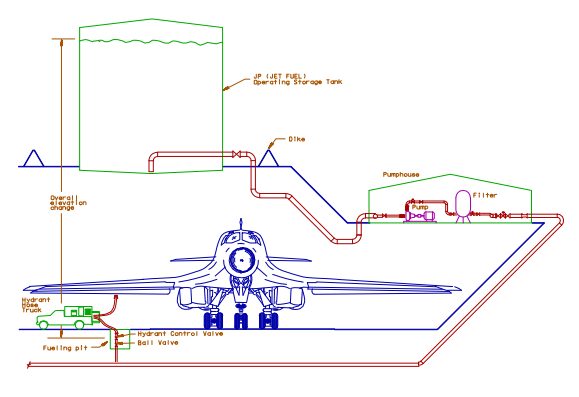 JP (JET FUEL)
Operating Storage Tank
Dike
Pumphouse
Filter
Pump
Overall
elevation
change
Hydrant
Hose
Truck
Hydrant Control Valve
Ball Valve
Fueling pit